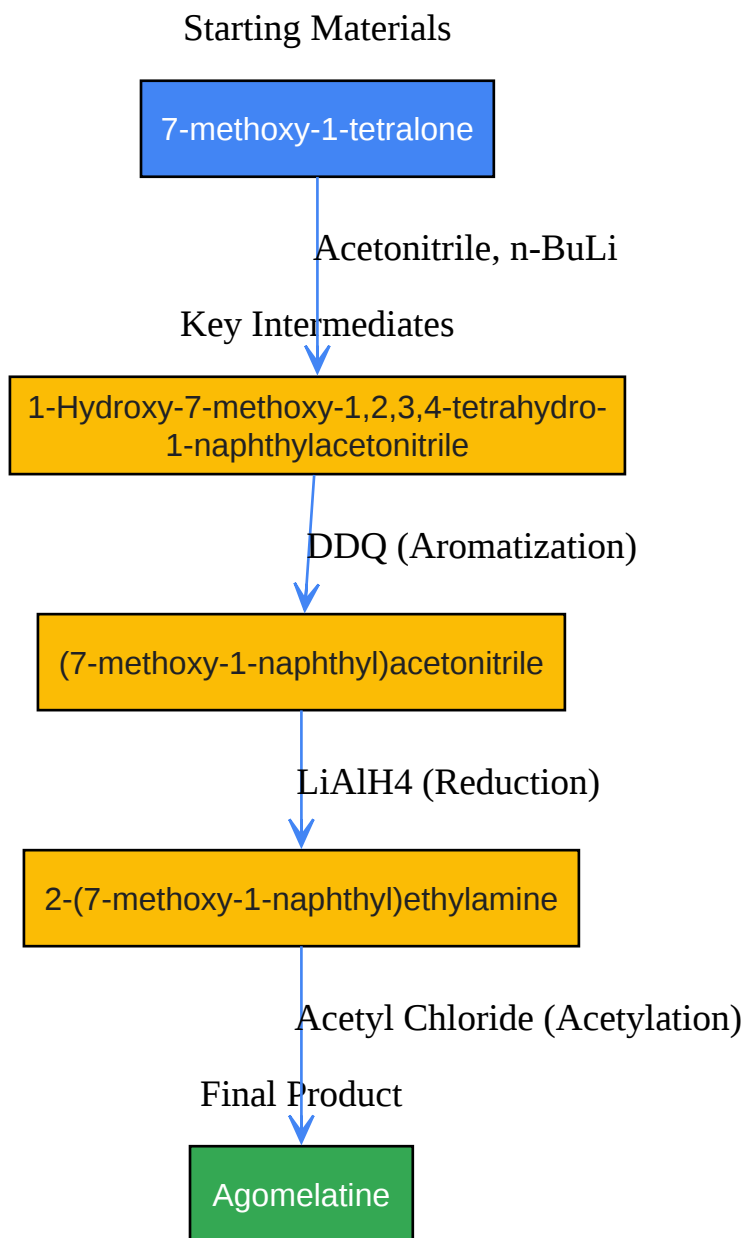 Starting Materials
7-methoxy-1-tetralone
Acetonitrile, n-BuLi
Key Intermediates
1-Hydroxy-7-methoxy-1,2,3,4-tetrahydro-
1-naphthylacetonitrile
DDQ (Aromatization)
(7-methoxy-1-naphthyl)acetonitrile
LiAlH4 (Reduction)
2-(7-methoxy-1-naphthyl)ethylamine
Acetyl Chloride (Acetylation)
Final Product
Agomelatine